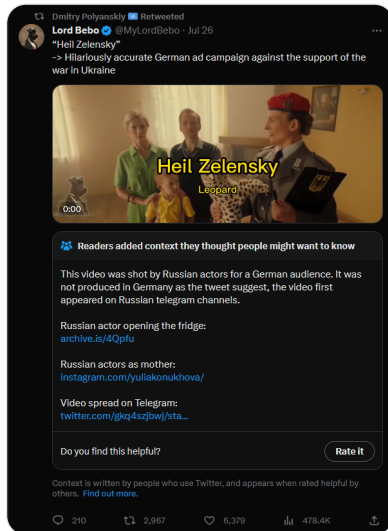 Dmitry Polyanskiy Retweeted
Lord Bebo @MyLordBebo · Jul 26
“Heil Zelensky”
-> Hilariously accurate German ad campaign against the support of the
war in Ukraine
Heil Zelensky
Leopard
0:00
Readers added context they thought people might want to know
This video was shot by Russian actors for a German audience. It was
not produced in Germany as the tweet suggest, the video first
appeared on Russian telegram channels.
Russian actor opening the fridge:
archive.is/4Qpfu
Russian actors as mother:
instagram.com/yuliakonukhova/
Video spread on Telegram:
twitter.com/gkq4szjbwj/sta...
Do you find this helpful?
Rate it
Context is written by people who use Twitter, and appears when rated helpful by
others. Find out more.
210
2,967
6,379
478.4K